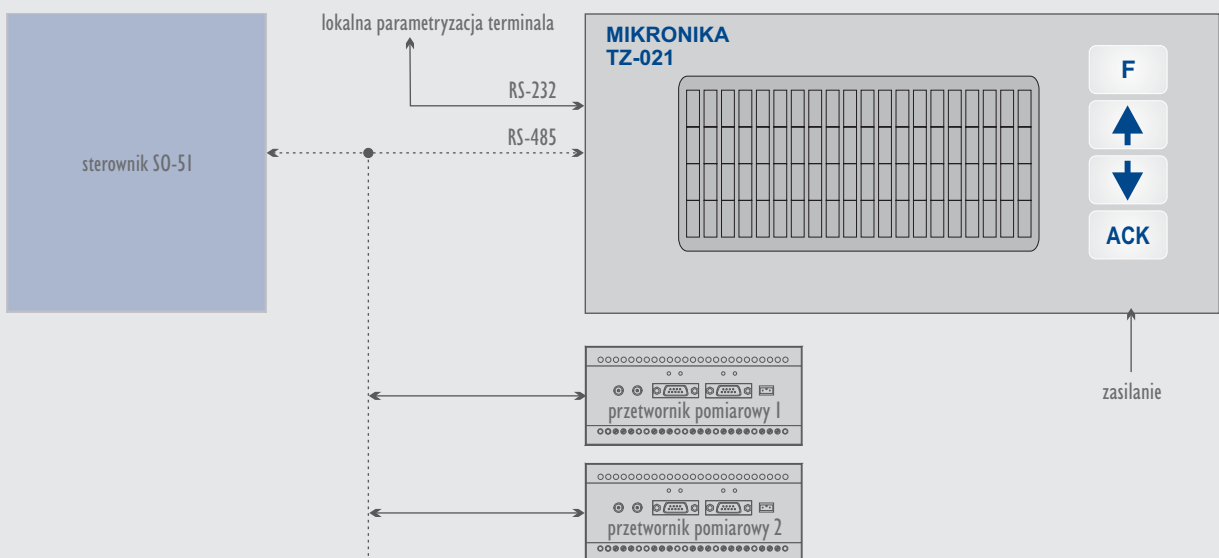 lokalna parametryzacja terminala
MIKRONIKA
TZ-021
F
RS-232
RS-485
sterownik SO-51
ACK
zasilanie
przetwornik pomiarowy 1
przetwornik pomiarowy 2